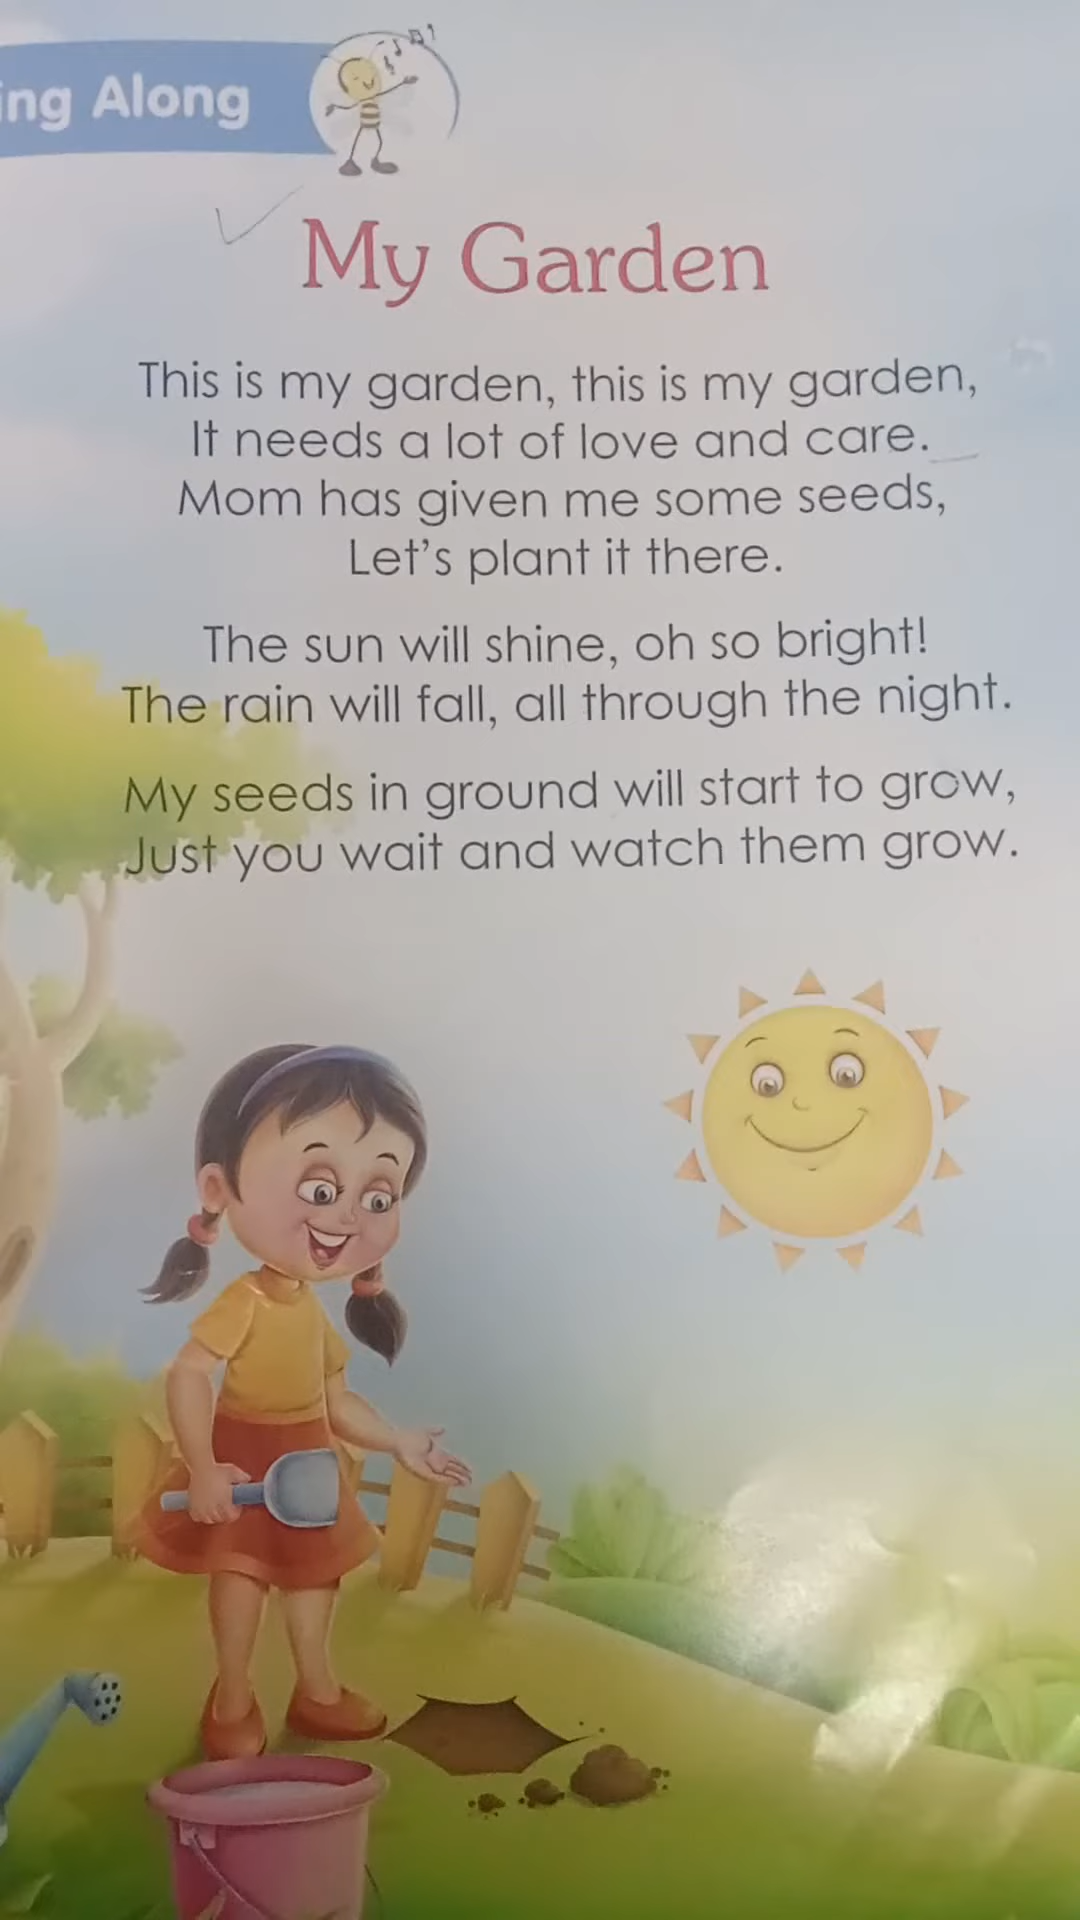 ing Along
My Garden
This is my garden, this is my garden,
It needs a lot of love and care.
Mom has given me some seeds,
Let's plant it there.
The sun will shine, oh so bright!
The rain will fall, all through the night.
My seeds in ground will start to grow,
Just you wait and watch them grow.